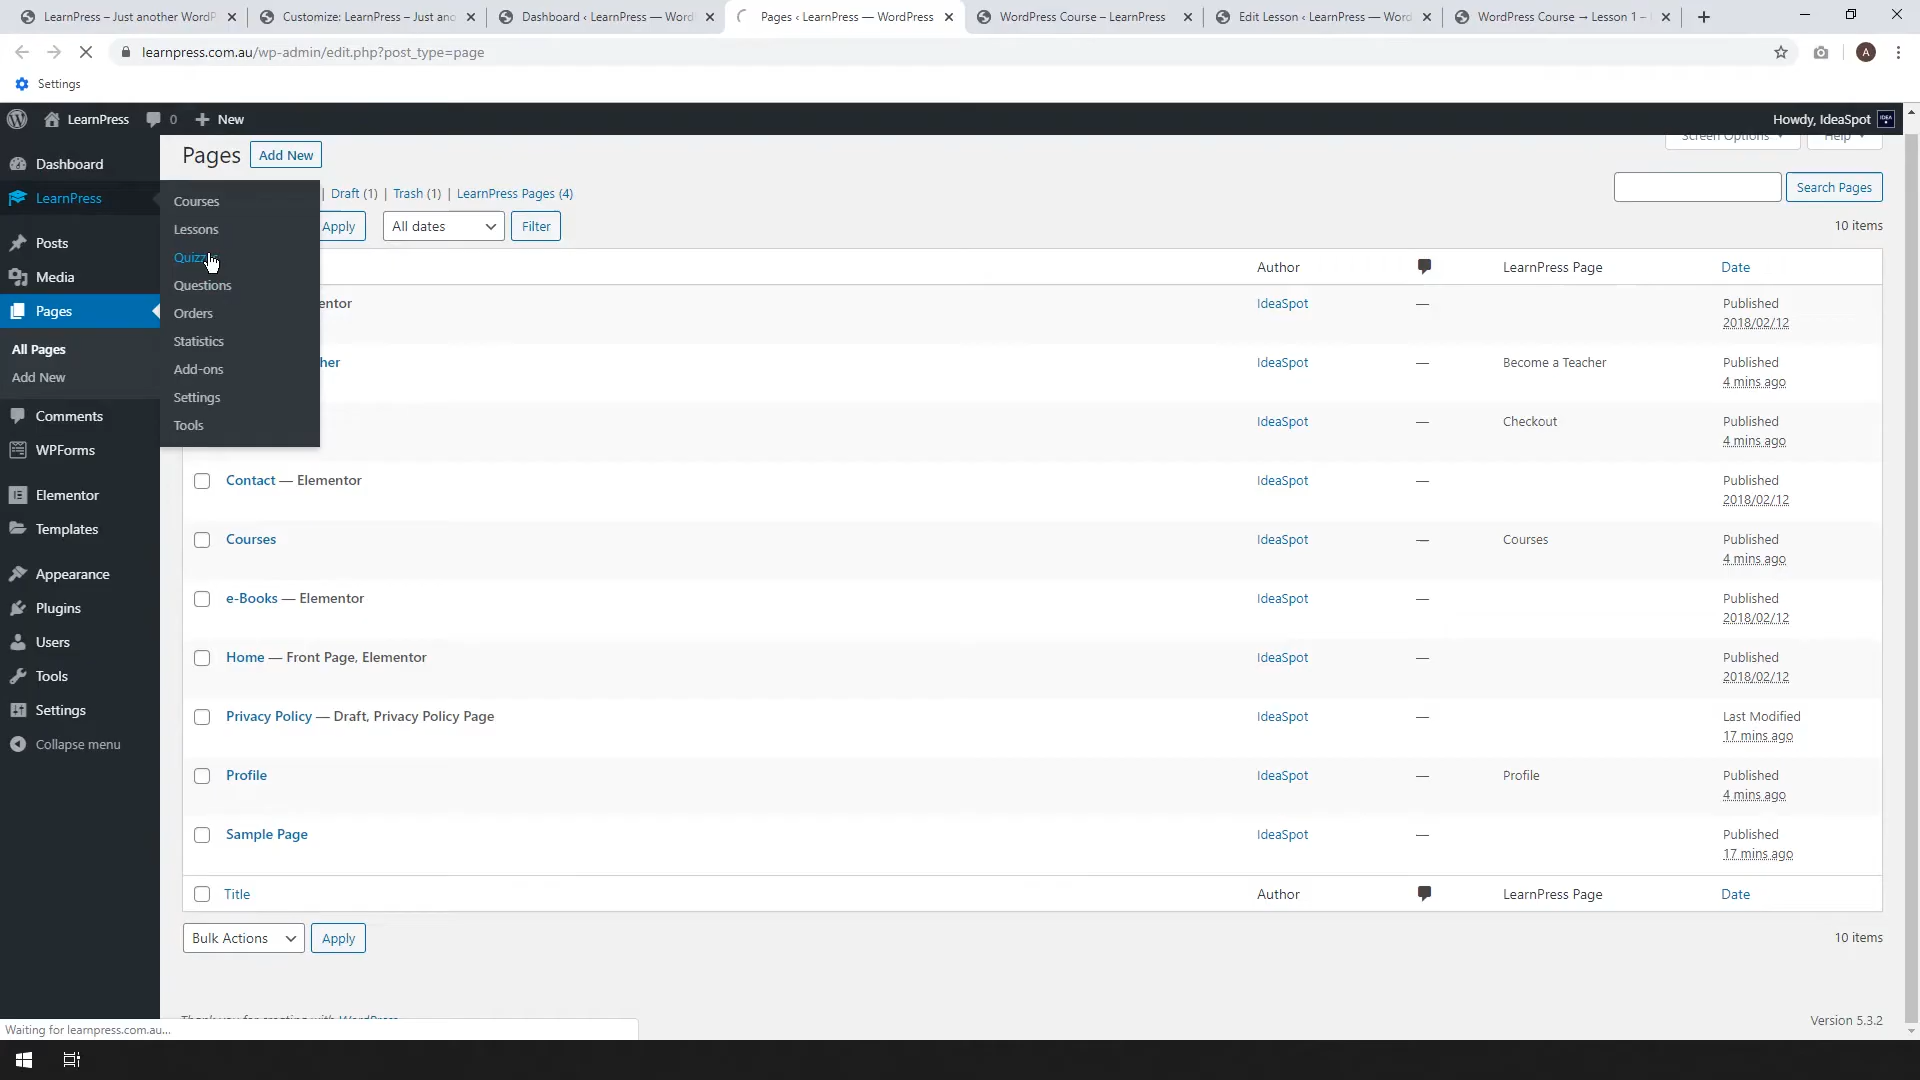 LearnPress – Just another WordP
Customize: LearnPress – Just an
Dashboard ‹ LearnPress — Word
Pages ‹ LearnPress — WordPress
WordPress Course – LearnPress
Edit Lesson ‹ LearnPress — Word
WordPress Course → Lesson 1 –
learnpress.com.au/wp-admin/edit.php?post_type=page
A
Settings
LearnPress 0 New
Howdy, IdeaSpot
Screen Options Help
Pages Add New
Draft (1) | Trash (1) | LearnPress Pages (4)
Search Pages
Apply All dates Filter
10 items
Dashboard
LearnPress
Posts
Media
Pages
All Pages
Add New
Comments
WPForms
Elementor
Templates
Appearance
Plugins
Users
Tools
Settings
Collapse menu
Courses
Lessons
Quizz
Questions
Orders
Statistics
Add-ons
Settings
Tools
Author LearnPress Page Date
entor IdeaSpot — Published
2018/02/12
her IdeaSpot — Become a Teacher Published
4 mins ago
IdeaSpot — Checkout Published
4 mins ago
Contact — Elementor IdeaSpot — Published
2018/02/12
Courses IdeaSpot — Courses Published
4 mins ago
e-Books — Elementor IdeaSpot — Published
2018/02/12
Home — Front Page, Elementor IdeaSpot — Published
2018/02/12
Privacy Policy — Draft, Privacy Policy Page IdeaSpot — Last Modified
17 mins ago
Profile IdeaSpot — Profile Published
4 mins ago
Sample Page IdeaSpot — Published
17 mins ago
Title Author LearnPress Page Date
Bulk Actions Apply
10 items
Thank you for creating with WordPress
Version 5.3.2
Waiting for learnpress.com.au...